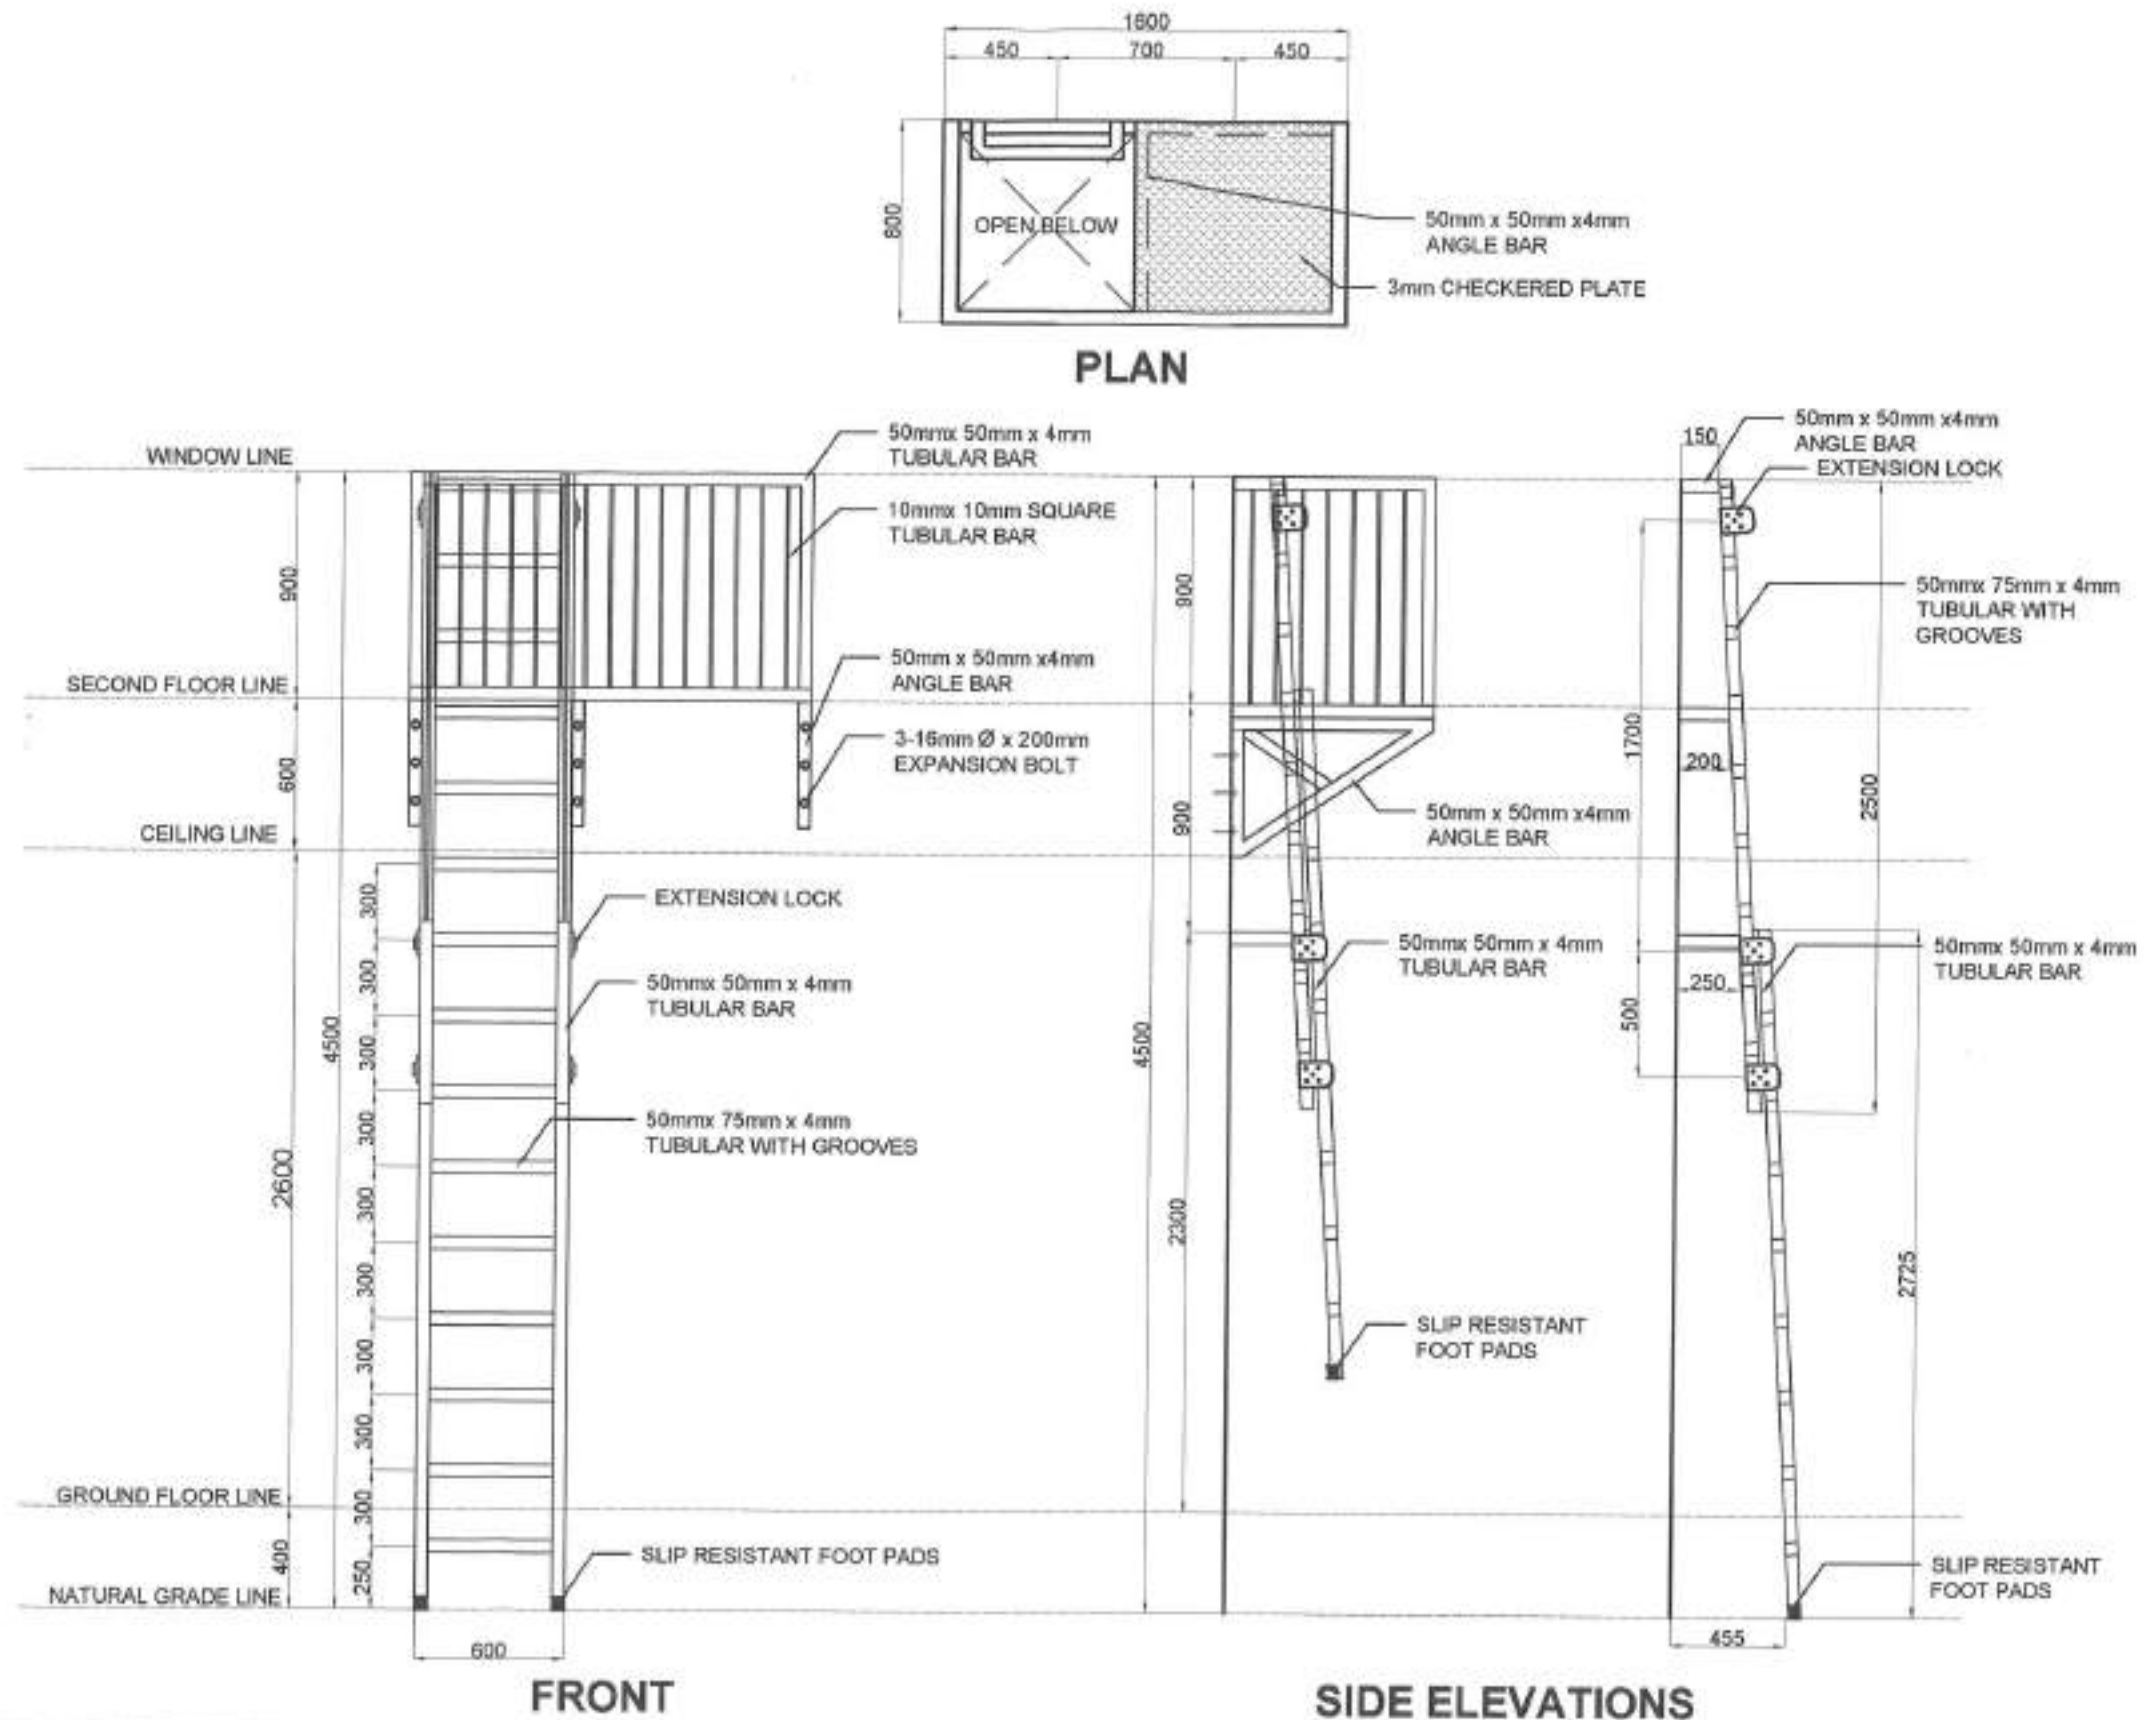 1600
450
700
450
800
OPEN BELOW
50mm x 50mm x4mm
ANGLE BAR
3mm CHECKERED PLATE
PLAN
WINDOW LINE
SECOND FLOOR LINE
CEILING LINE
GROUND FLOOR LINE
NATURAL GRADE LINE
900
600
2600
400
4500
300
300
300
300
300
300
300
300
300
250
600
50mmx 50mm x 4mm
TUBULAR BAR
10mmx 10mm SQUARE
TUBULAR BAR
50mm x 50mm x4mm
ANGLE BAR
3-16mm Ø x 200mm
EXPANSION BOLT
EXTENSION LOCK
50mmx 50mm x 4mm
TUBULAR BAR
50mmx 75mm x 4mm
TUBULAR WITH GROOVES
SLIP RESISTANT FOOT PADS
FRONT
900
900
2300
4500
50mm x 50mm x4mm
ANGLE BAR
50mmx 50mm x 4mm
TUBULAR BAR
SLIP RESISTANT
FOOT PADS
150
50mm x 50mm x4mm
ANGLE BAR
EXTENSION LOCK
50mmx 75mm x 4mm
TUBULAR WITH
GROOVES
1700
200
2500
250
500
50mmx 50mm x 4mm
TUBULAR BAR
2725
SLIP RESISTANT
FOOT PADS
455
SIDE ELEVATIONS